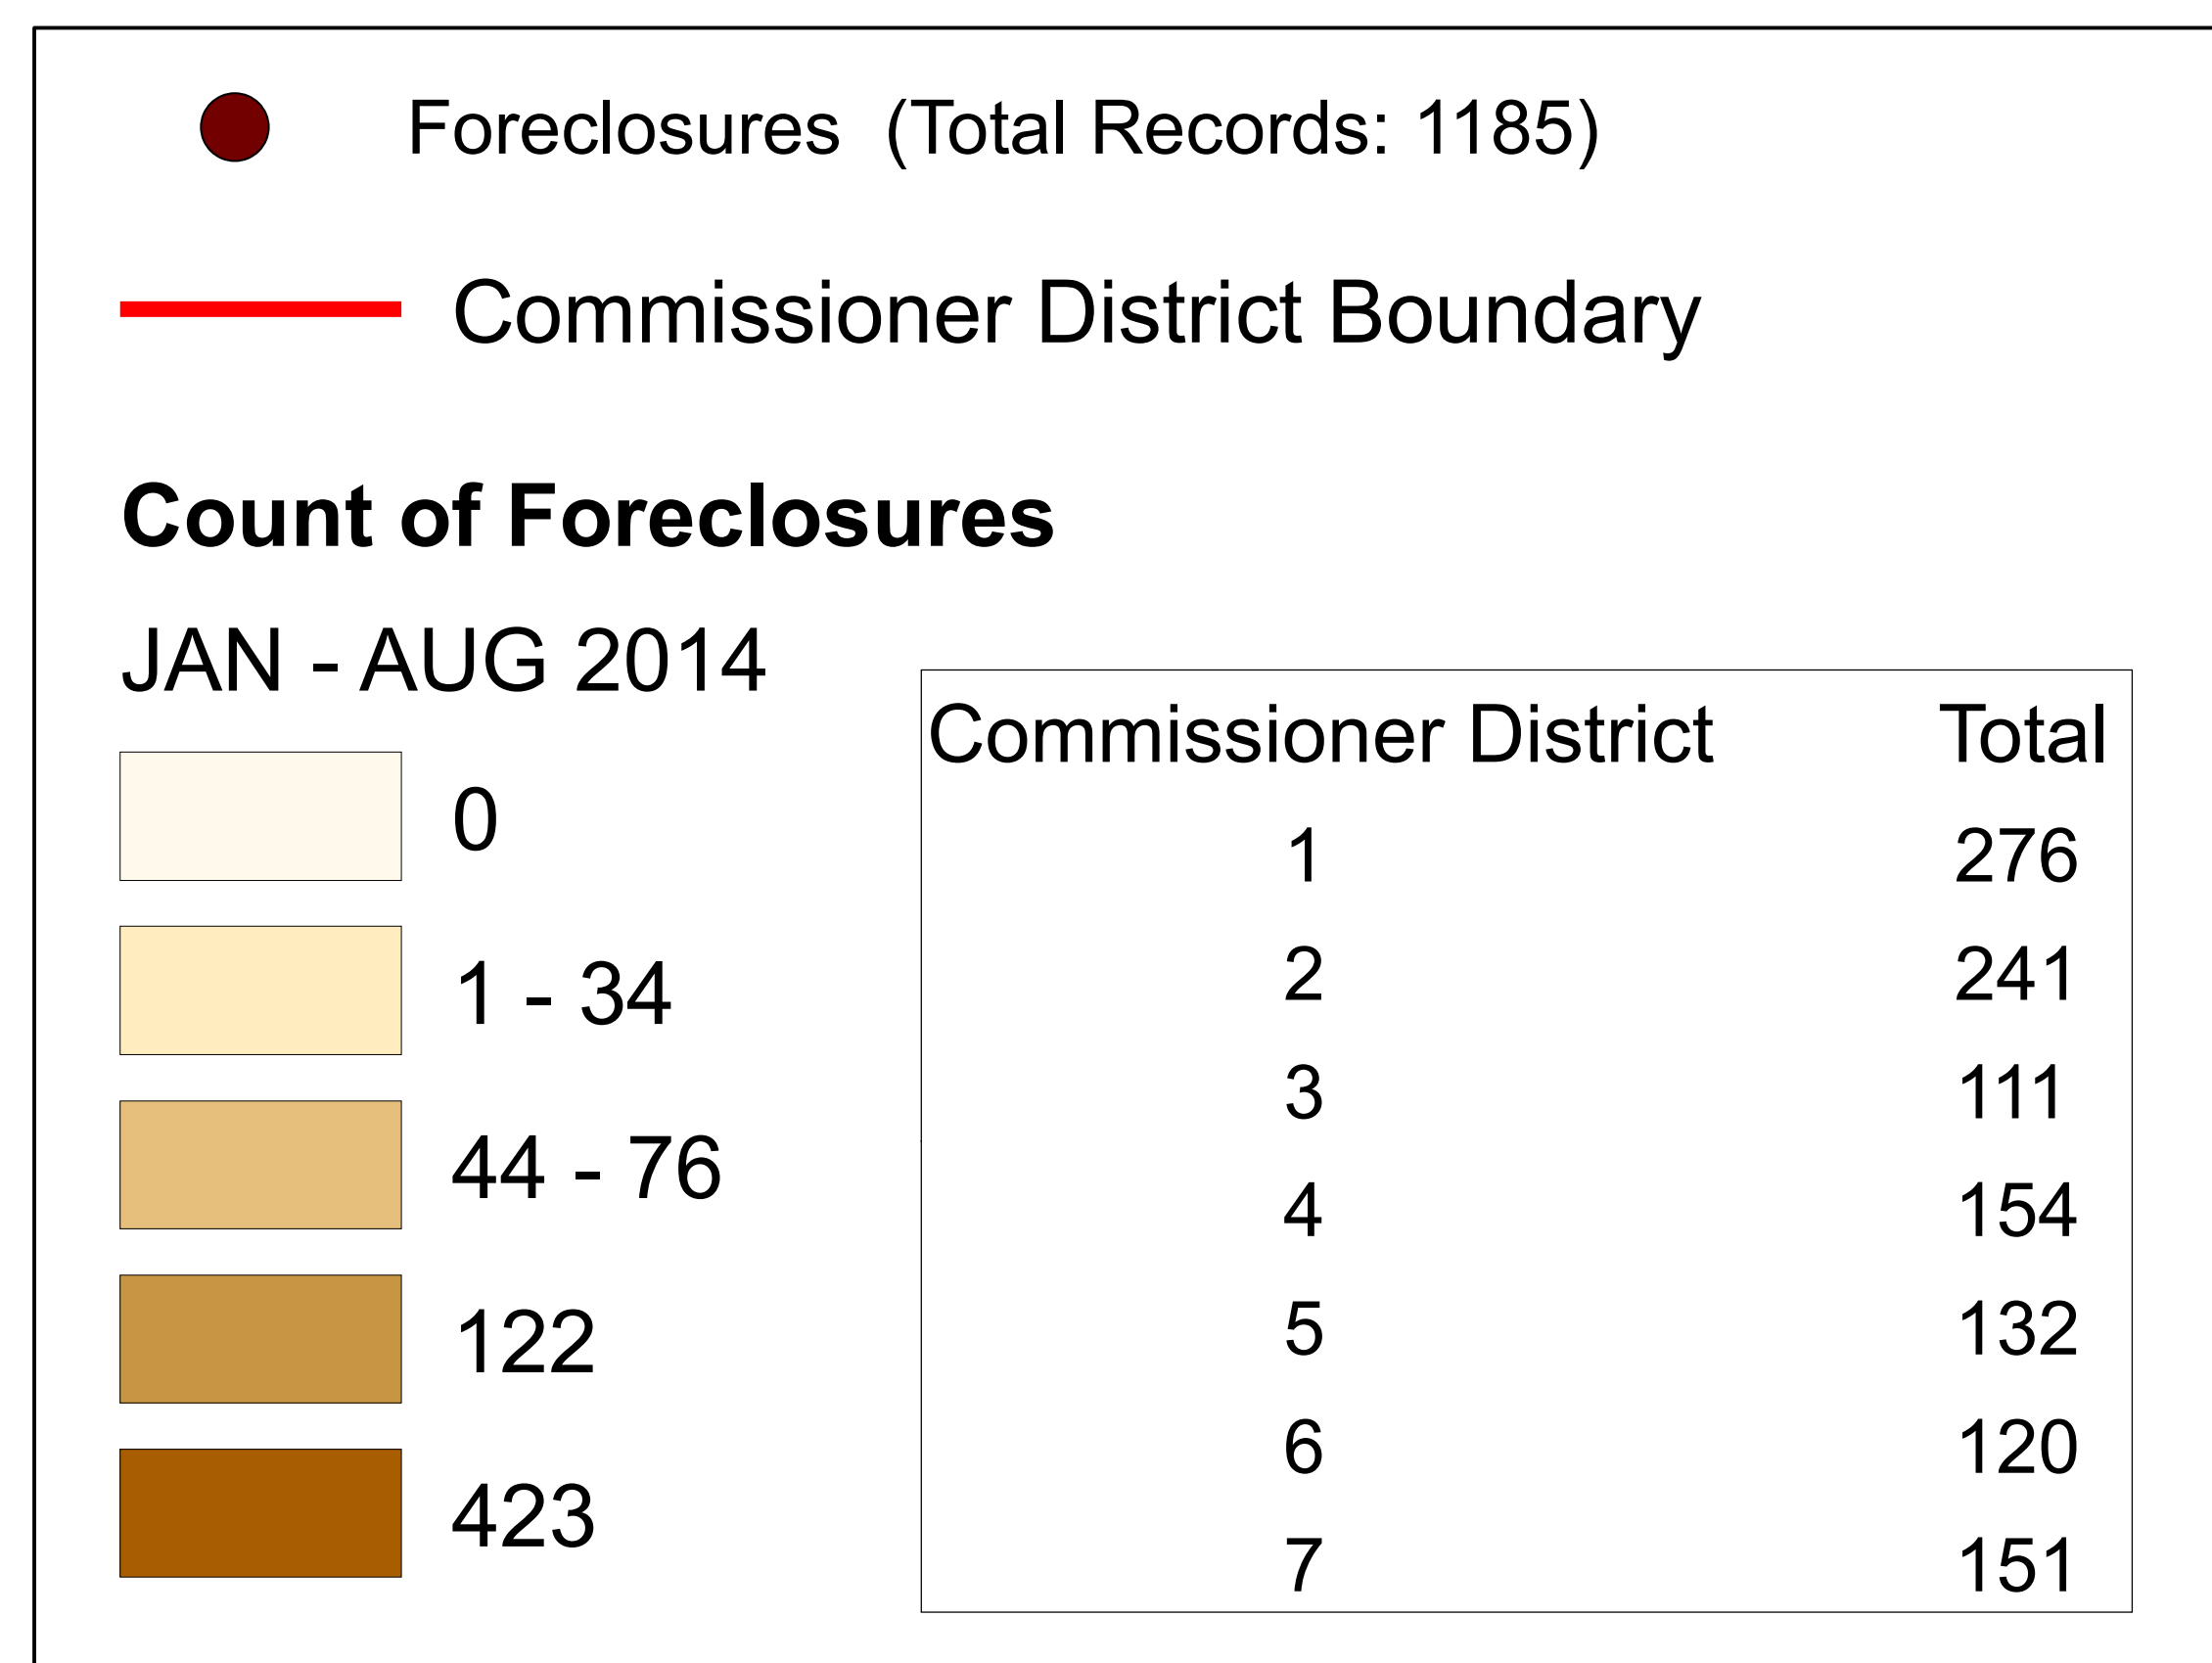 Foreclosures (Total Records: 1185)
Commissioner District Boundary
Count of Foreclosures
JAN - AUG 2014
0
1 - 34
44 - 76
122
423
Commissioner District Total
1 276
2 241
3 111
4 154
5 132
6 120
7 151